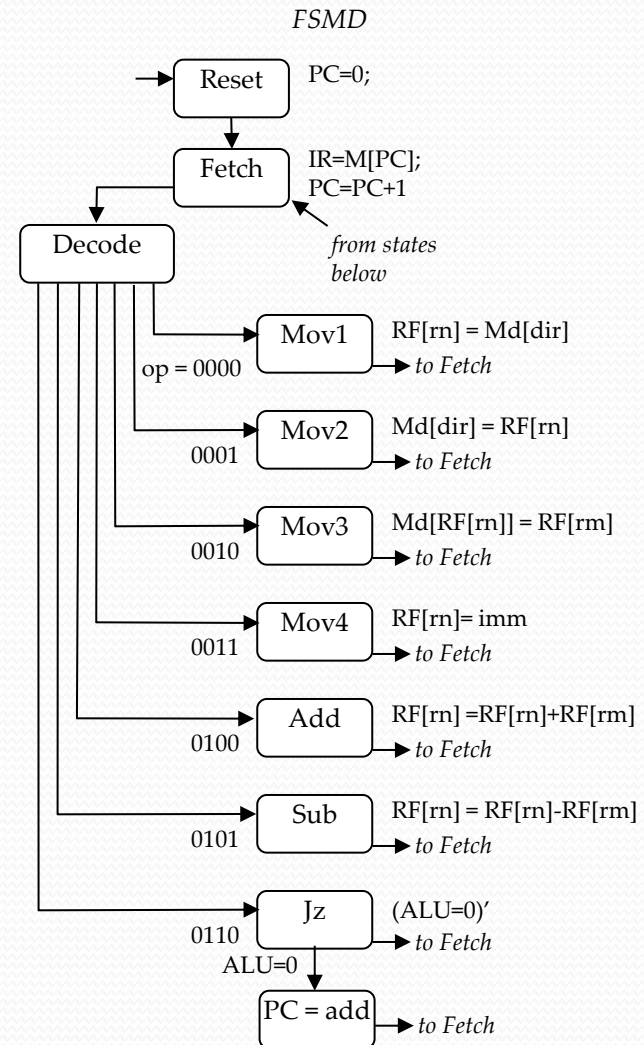 FSMD
Reset
PC=0;
Fetch
IR=M[PC];
PC=PC+1
Decode
from states
below
Mov1
RF[rn] = Md[dir]
op = 0000
to Fetch
Mov2
Md[dir] = RF[rn]
0001
to Fetch
Mov3
Md[RF[rn]] = RF[rm]
0010
to Fetch
Mov4
RF[rn]= imm
0011
to Fetch
Add
RF[rn] =RF[rn]+RF[rm]
0100
to Fetch
Sub
RF[rn] = RF[rn]-RF[rm]
0101
to Fetch
Jz
(ALU=0)’
0110
to Fetch
ALU=0
PC = add
to Fetch